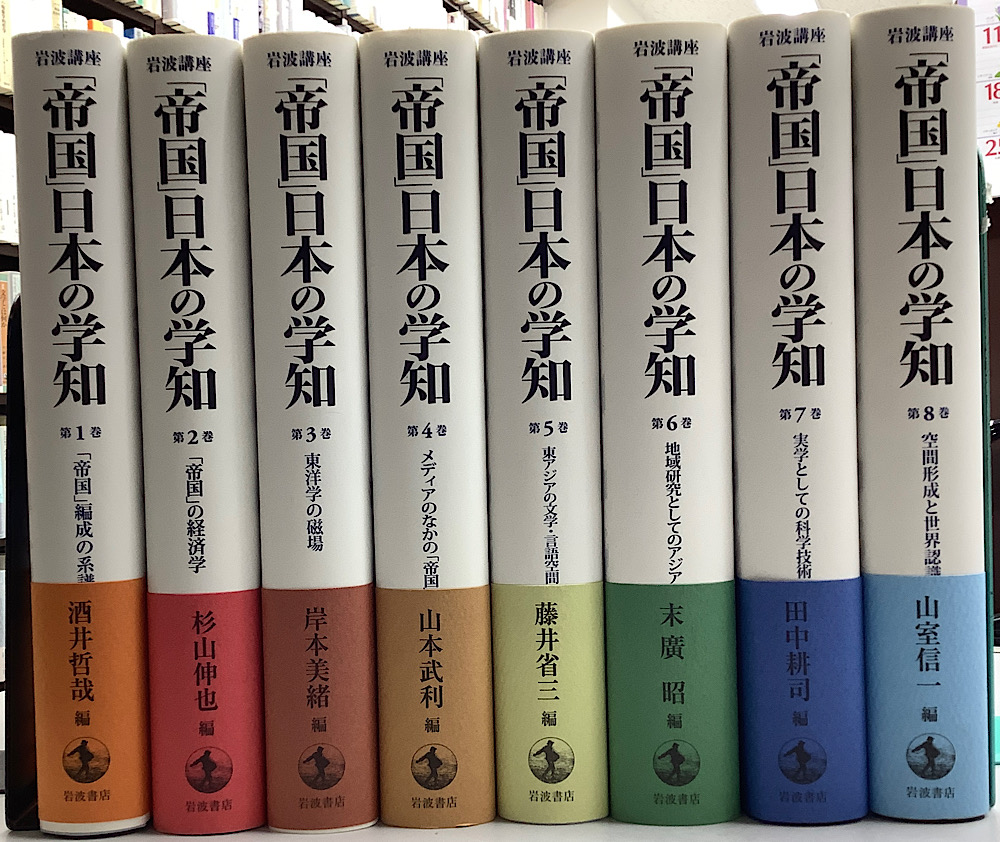 岩波講座
「帝国」日本の学知
第1巻
「帝国」編成の系譜
酒井哲哉 編
岩波書店
岩波講座
「帝国」日本の学知
第2巻
「帝国」の経済学
杉山伸也 編
岩波書店
岩波講座
「帝国」日本の学知
第3巻
東洋学の磁場
岸本美緒 編
岩波書店
岩波講座
「帝国」日本の学知
第4巻
メディアのなかの「帝国
山本武利 編
岩波書店
岩波講座
「帝国」日本の学知
第5巻
東アジアの文学・言語空間
藤井省三 編
岩波書店
岩波講座
「帝国」日本の学知
第6巻
地域研究としてのアジア
末廣 昭 編
岩波書店
岩波講座
「帝国」日本の学知
第7巻
実学としての科学技術
田中耕司 編
岩波書店
岩波講座
「帝国」日本の学知
第8巻
空間形成と世界認識
山室信一 編
岩波書店
11
18
25